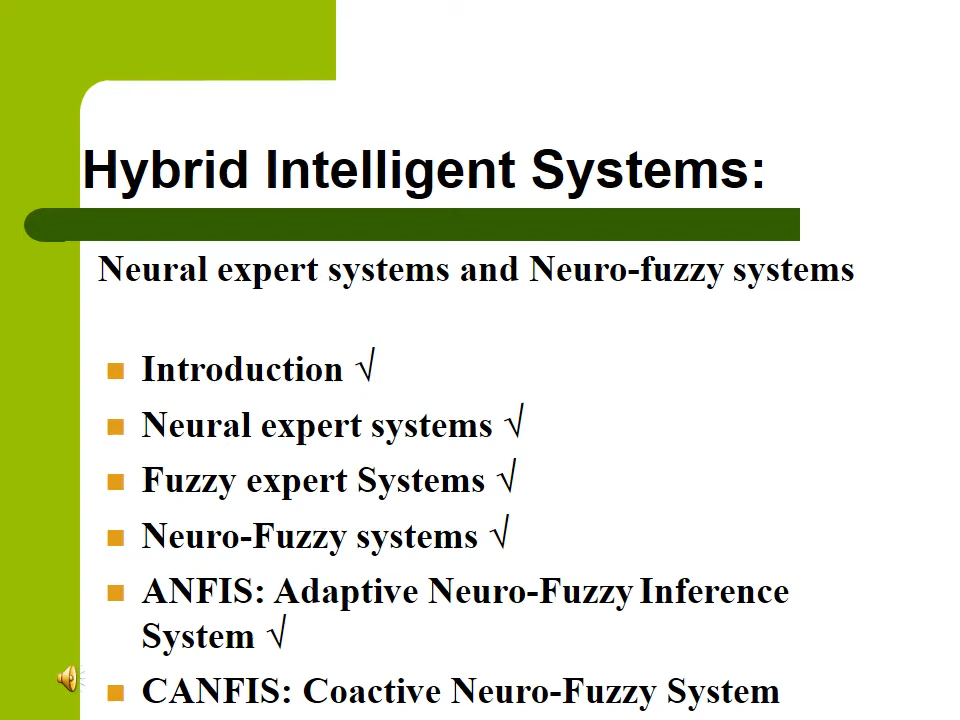 Hybrid Intelligent Systems:
Neural expert systems and Neuro-fuzzy systems
Introduction √
Neural expert systems √
Fuzzy expert Systems √
Neuro-Fuzzy systems √
ANFIS: Adaptive Neuro-Fuzzy Inference
System √
CANFIS: Coactive Neuro-Fuzzy System